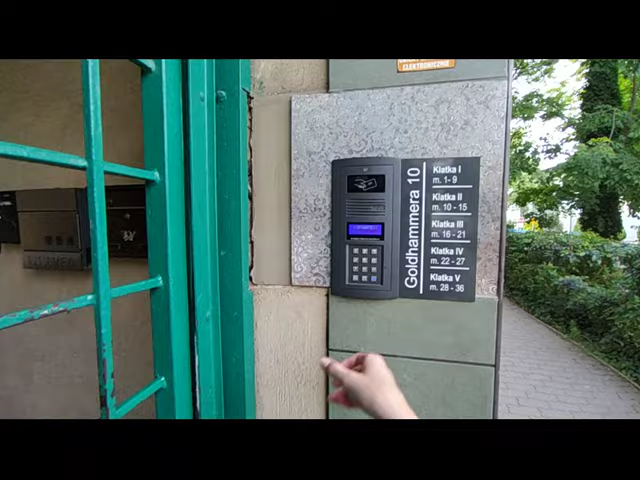 ELEKTRONICZNIE
Goldhammera 10
Klatka I
m. 1 - 9
Klatka II
m. 10 - 15
Klatka III
m. 16 - 21
Klatka IV
m. 22 - 27
Klatka V
m. 28 - 36